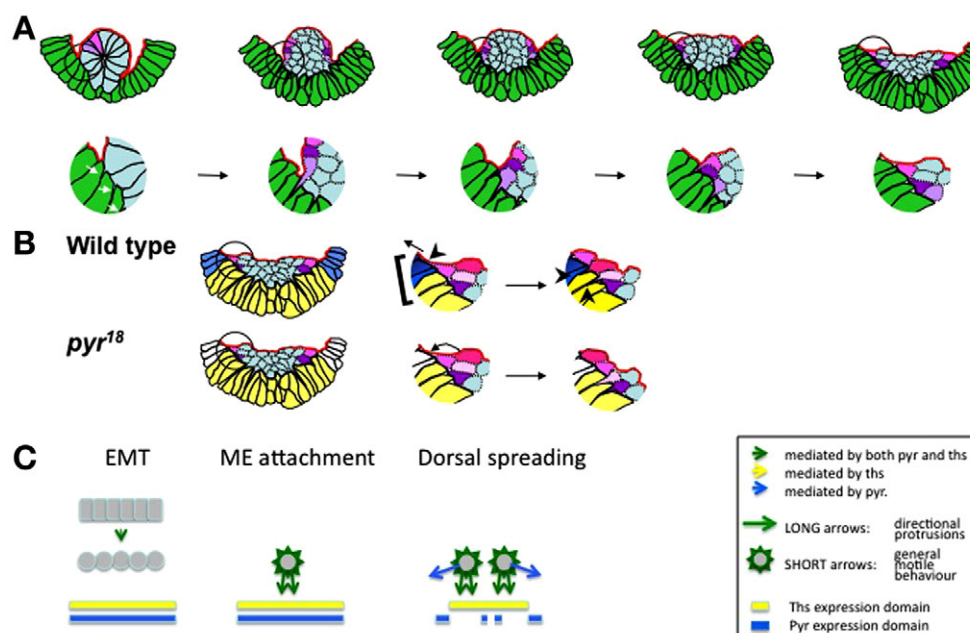 A
B
Wild type
pyr18
C
EMT
ME attachment
Dorsal spreading
mediated by both pyr and ths
mediated by ths
mediated by pyr.
LONG arrows: directional
protrusions
SHORT arrows: general
motile
behaviour
Ths expression domain
Pyr expression domain